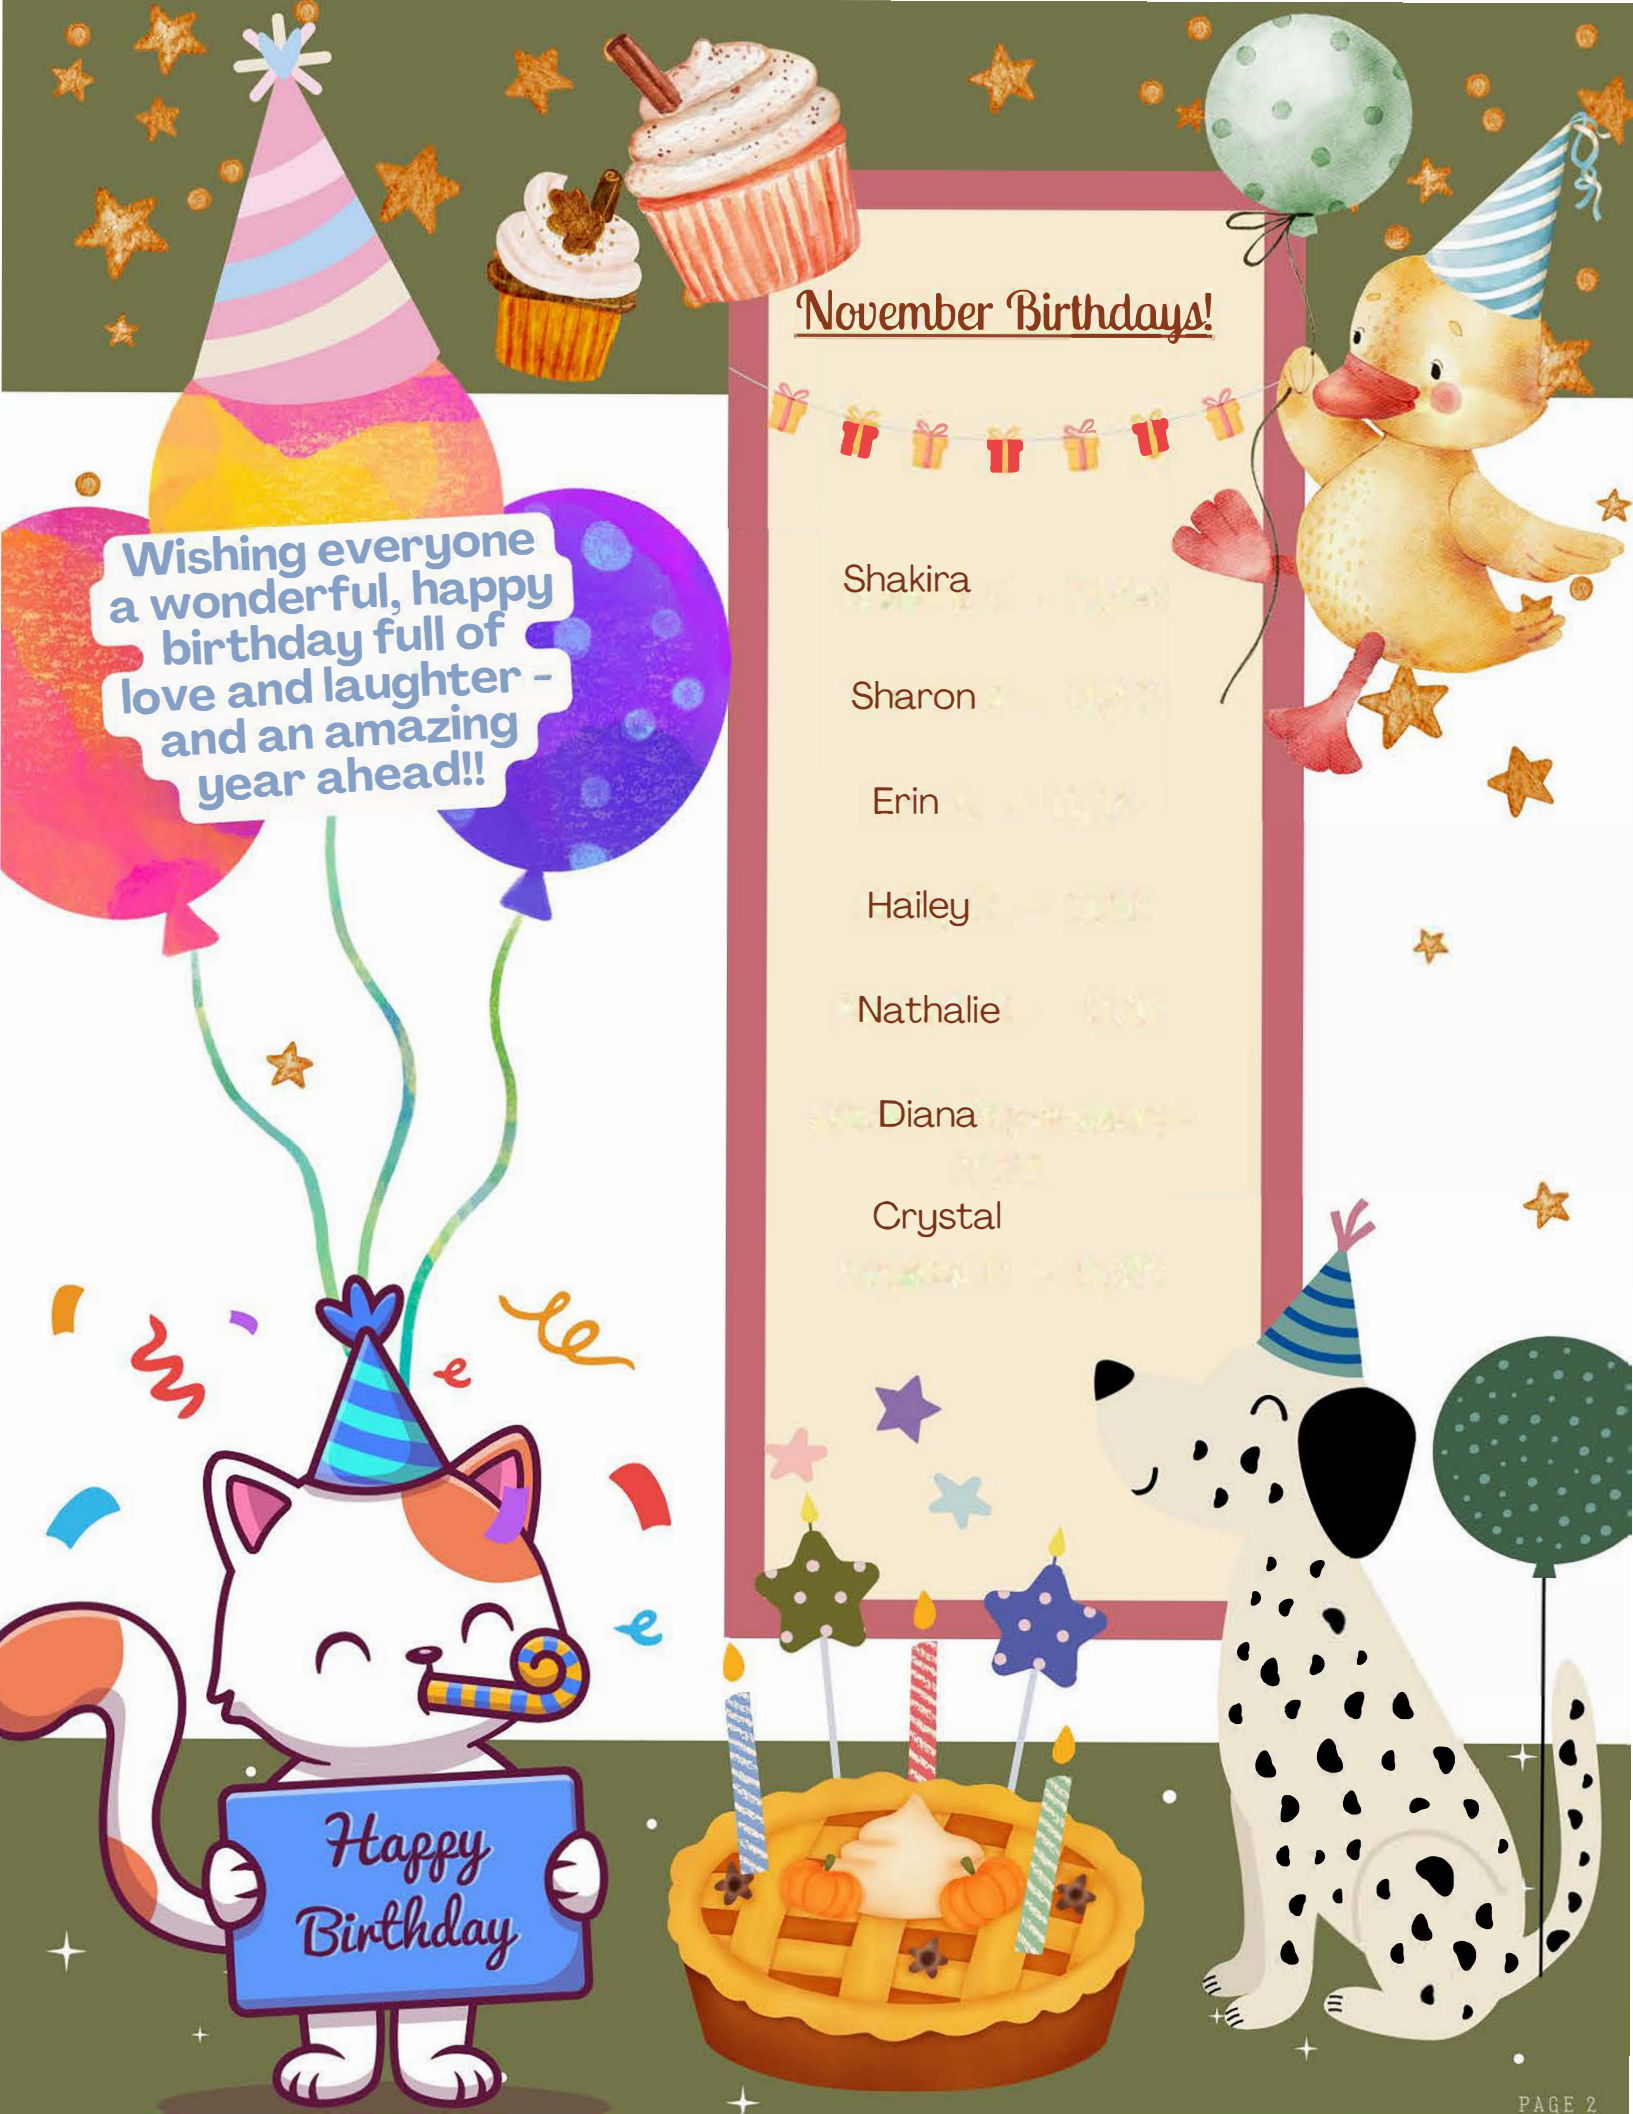 November Birthdays!
Wishing everyone
a wonderful, happy
birthday full of
love and laughter -
and an amazing
year ahead!!
Shakira
Sharon
Erin
Hailey
Nathalie
Diana
Crystal
Happy
Birthday
PAGE 2